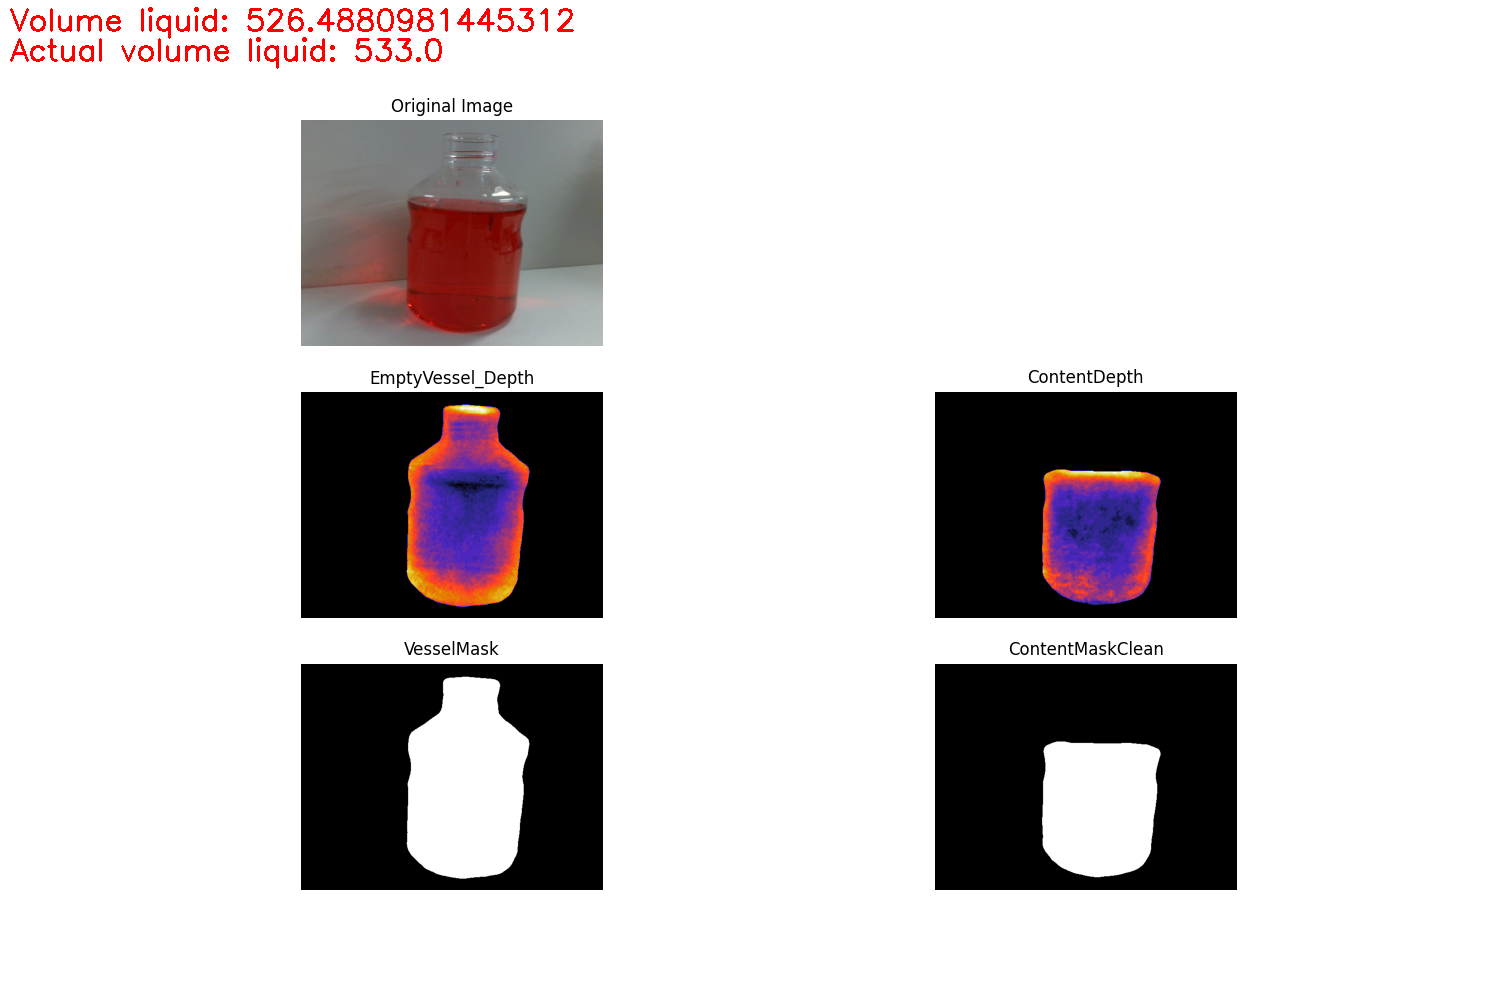 Volume liquid: 526.4880981445312
Actual volume liquid: 533.0
Original Image
EmptyVessel_Depth
ContentDepth
VesselMask
ContentMaskClean